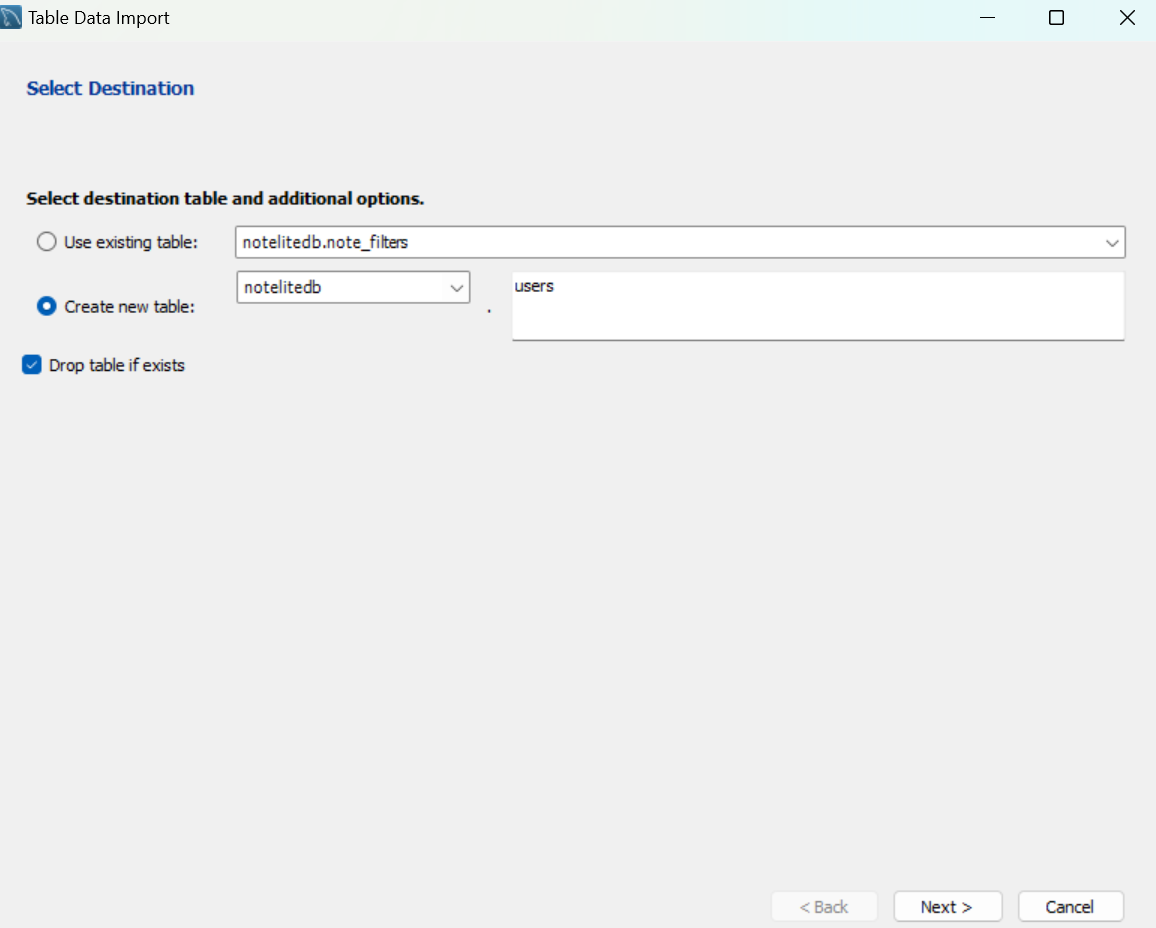 Table Data Import
Select Destination
Select destination table and additional options.
Use existing table: notelitedb.note_filters
Create new table: notelitedb . users
Drop table if exists
< Back Next > Cancel